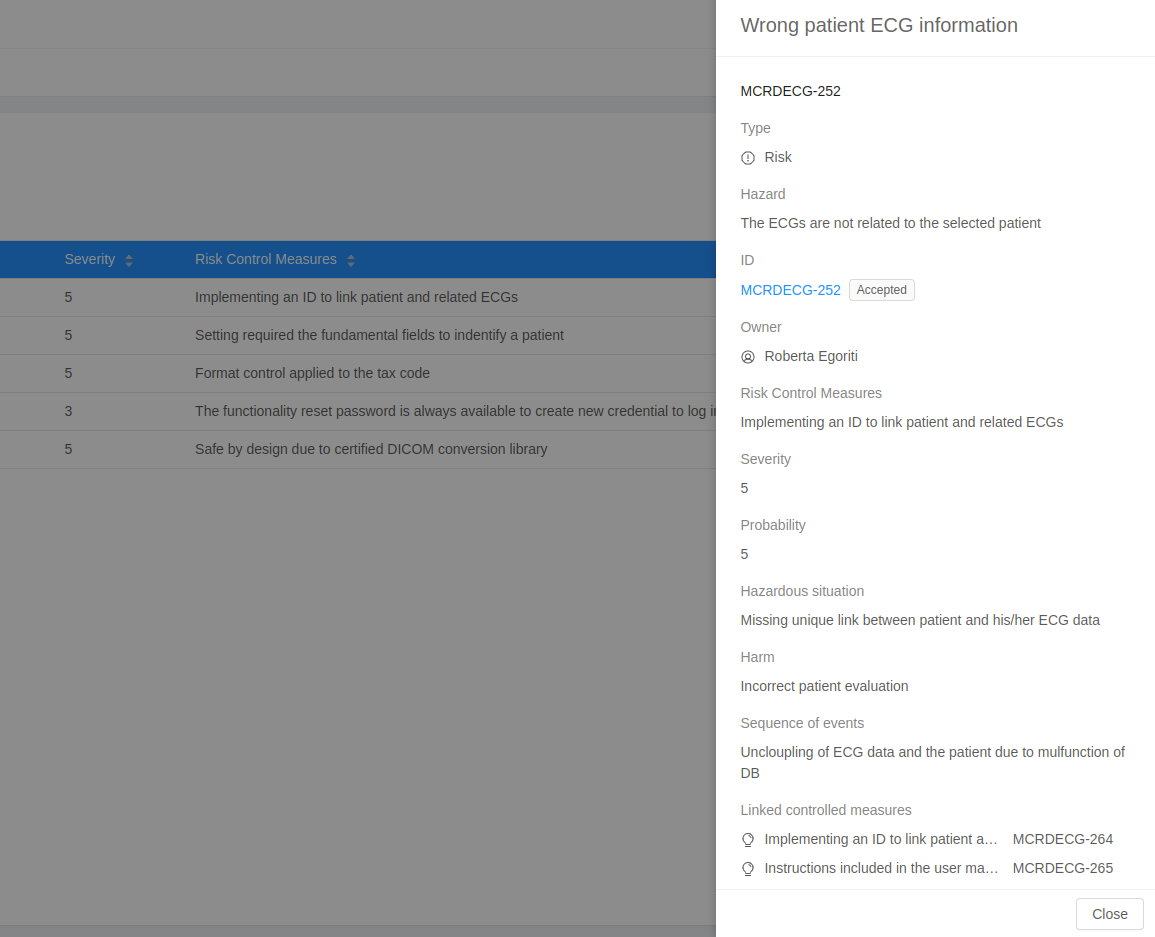 Wrong patient ECG information
MCRDECG-252
Type
Risk
Hazard
The ECGs are not related to the selected patient
ID
MCRDECG-252 Accepted
Owner
Roberta Egoriti
Risk Control Measures
Implementing an ID to link patient and related ECGs
Severity
5
Probability
5
Hazardous situation
Missing unique link between patient and his/her ECG data
Harm
Incorrect patient evaluation
Sequence of events
Uncloupling of ECG data and the patient due to mulfunction of
DB
Linked controlled measures
Implementing an ID to link patient a… MCRDECG-264
Instructions included in the user ma… MCRDECG-265
Close
Severity Risk Control Measures
5 Implementing an ID to link patient and related ECGs
5 Setting required the fundamental fields to indentify a patient
5 Format control applied to the tax code
3 The functionality reset password is always available to create new credential to log
5 Safe by design due to certified DICOM conversion library